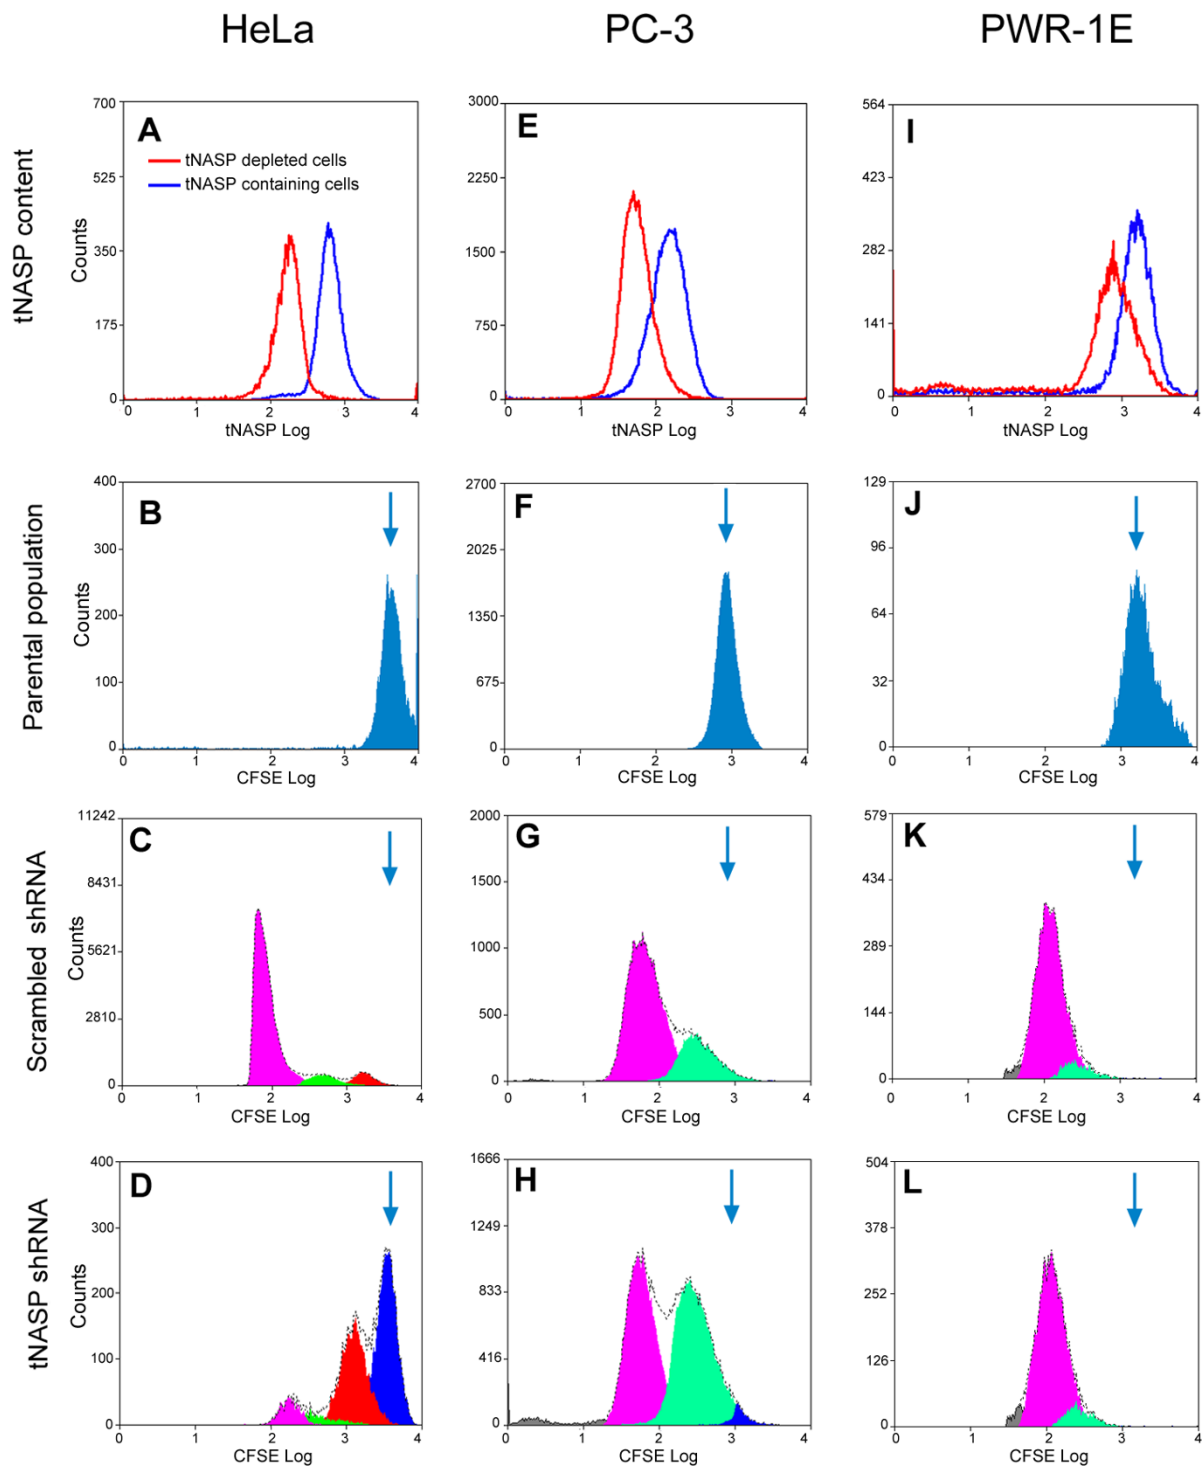 HeLa PC-3 PWR-1E
tNASP content
A
tNASP depleted cells
tNASP containing cells
700
525
350
175
0
Counts
0 1 2 3 4
tNASP Log
E
3000
2250
1500
750
0
0 1 2 3 4
tNASP Log
I
564
423
282
141
0
0 1 2 3 4
tNASP Log
Parental population
B
400
300
200
100
0
Counts
0 1 2 3 4
CFSE Log
F
2700
2025
1350
675
0
0 1 2 3 4
CFSE Log
J
129
96
64
32
0
0 1 2 3 4
CFSE Log
Scrambled shRNA
C
11242
8431
5621
2810
0
Counts
0 1 2 3 4
CFSE Log
G
2000
1500
1000
500
0
0 1 2 3 4
CFSE Log
K
579
434
289
144
0
0 1 2 3 4
CFSE Log
tNASP shRNA
D
400
300
200
100
0
Counts
0 1 2 3 4
CFSE Log
H
1666
1249
833
416
0
0 1 2 3 4
CFSE Log
L
504
378
252
126
0
0 1 2 3 4
CFSE Log